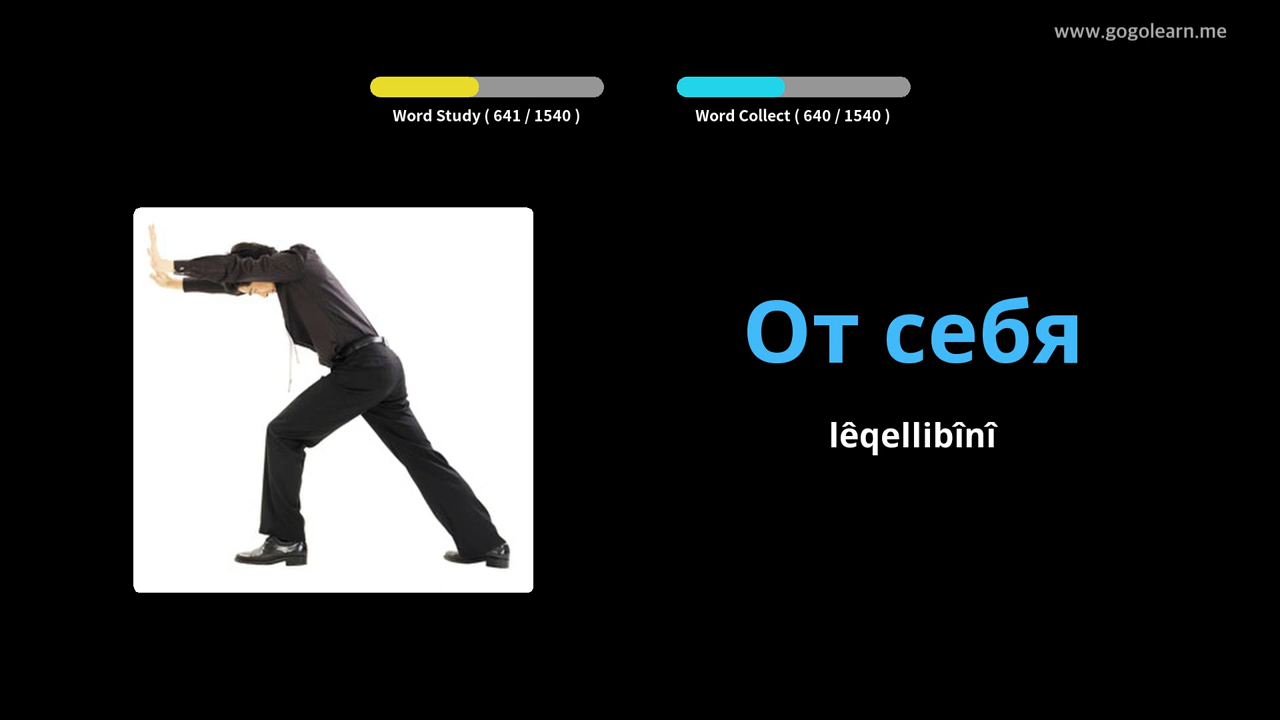 www.gogolearn.me
Word Study ( 641 / 1540 )
Word Collect ( 640 / 1540 )
От себя
lêqellibînî